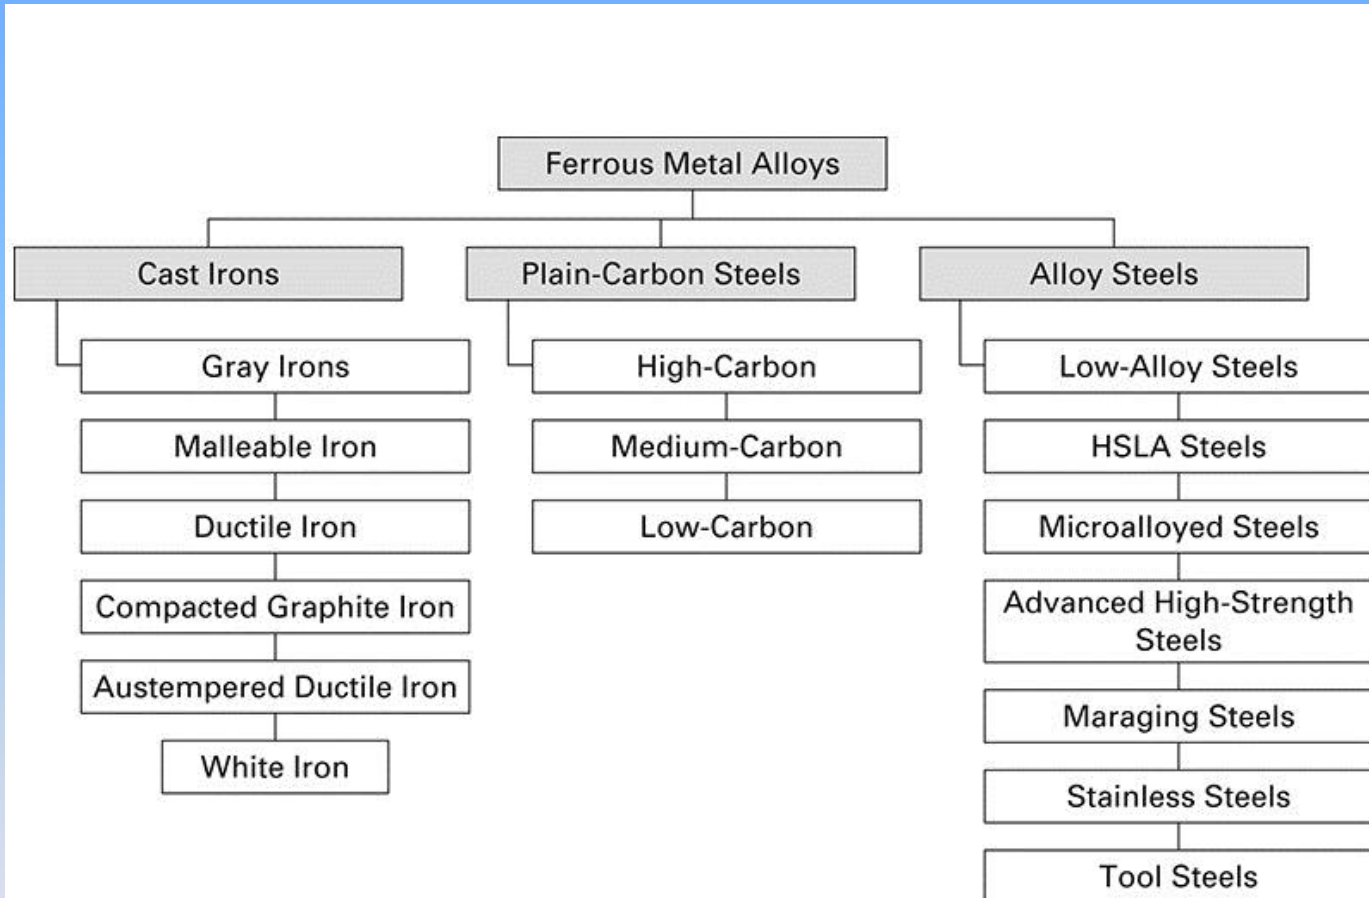 Ferrous Metal Alloys
Cast Irons
Plain-Carbon Steels
Alloy Steels
Gray Irons
High-Carbon
Low-Alloy Steels
Malleable Iron
Medium-Carbon
HSLA Steels
Ductile Iron
Low-Carbon
Microalloyed Steels
Compacted Graphite Iron
Advanced High-Strength
Steels
Austempered Ductile Iron
Maraging Steels
White Iron
Stainless Steels
Tool Steels